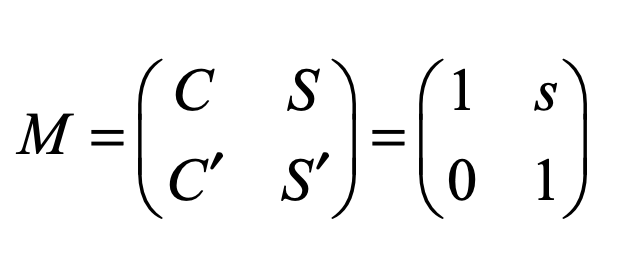 M = ( C S ) = ( 1 s )
( C′ S′ ) ( 0 1 )